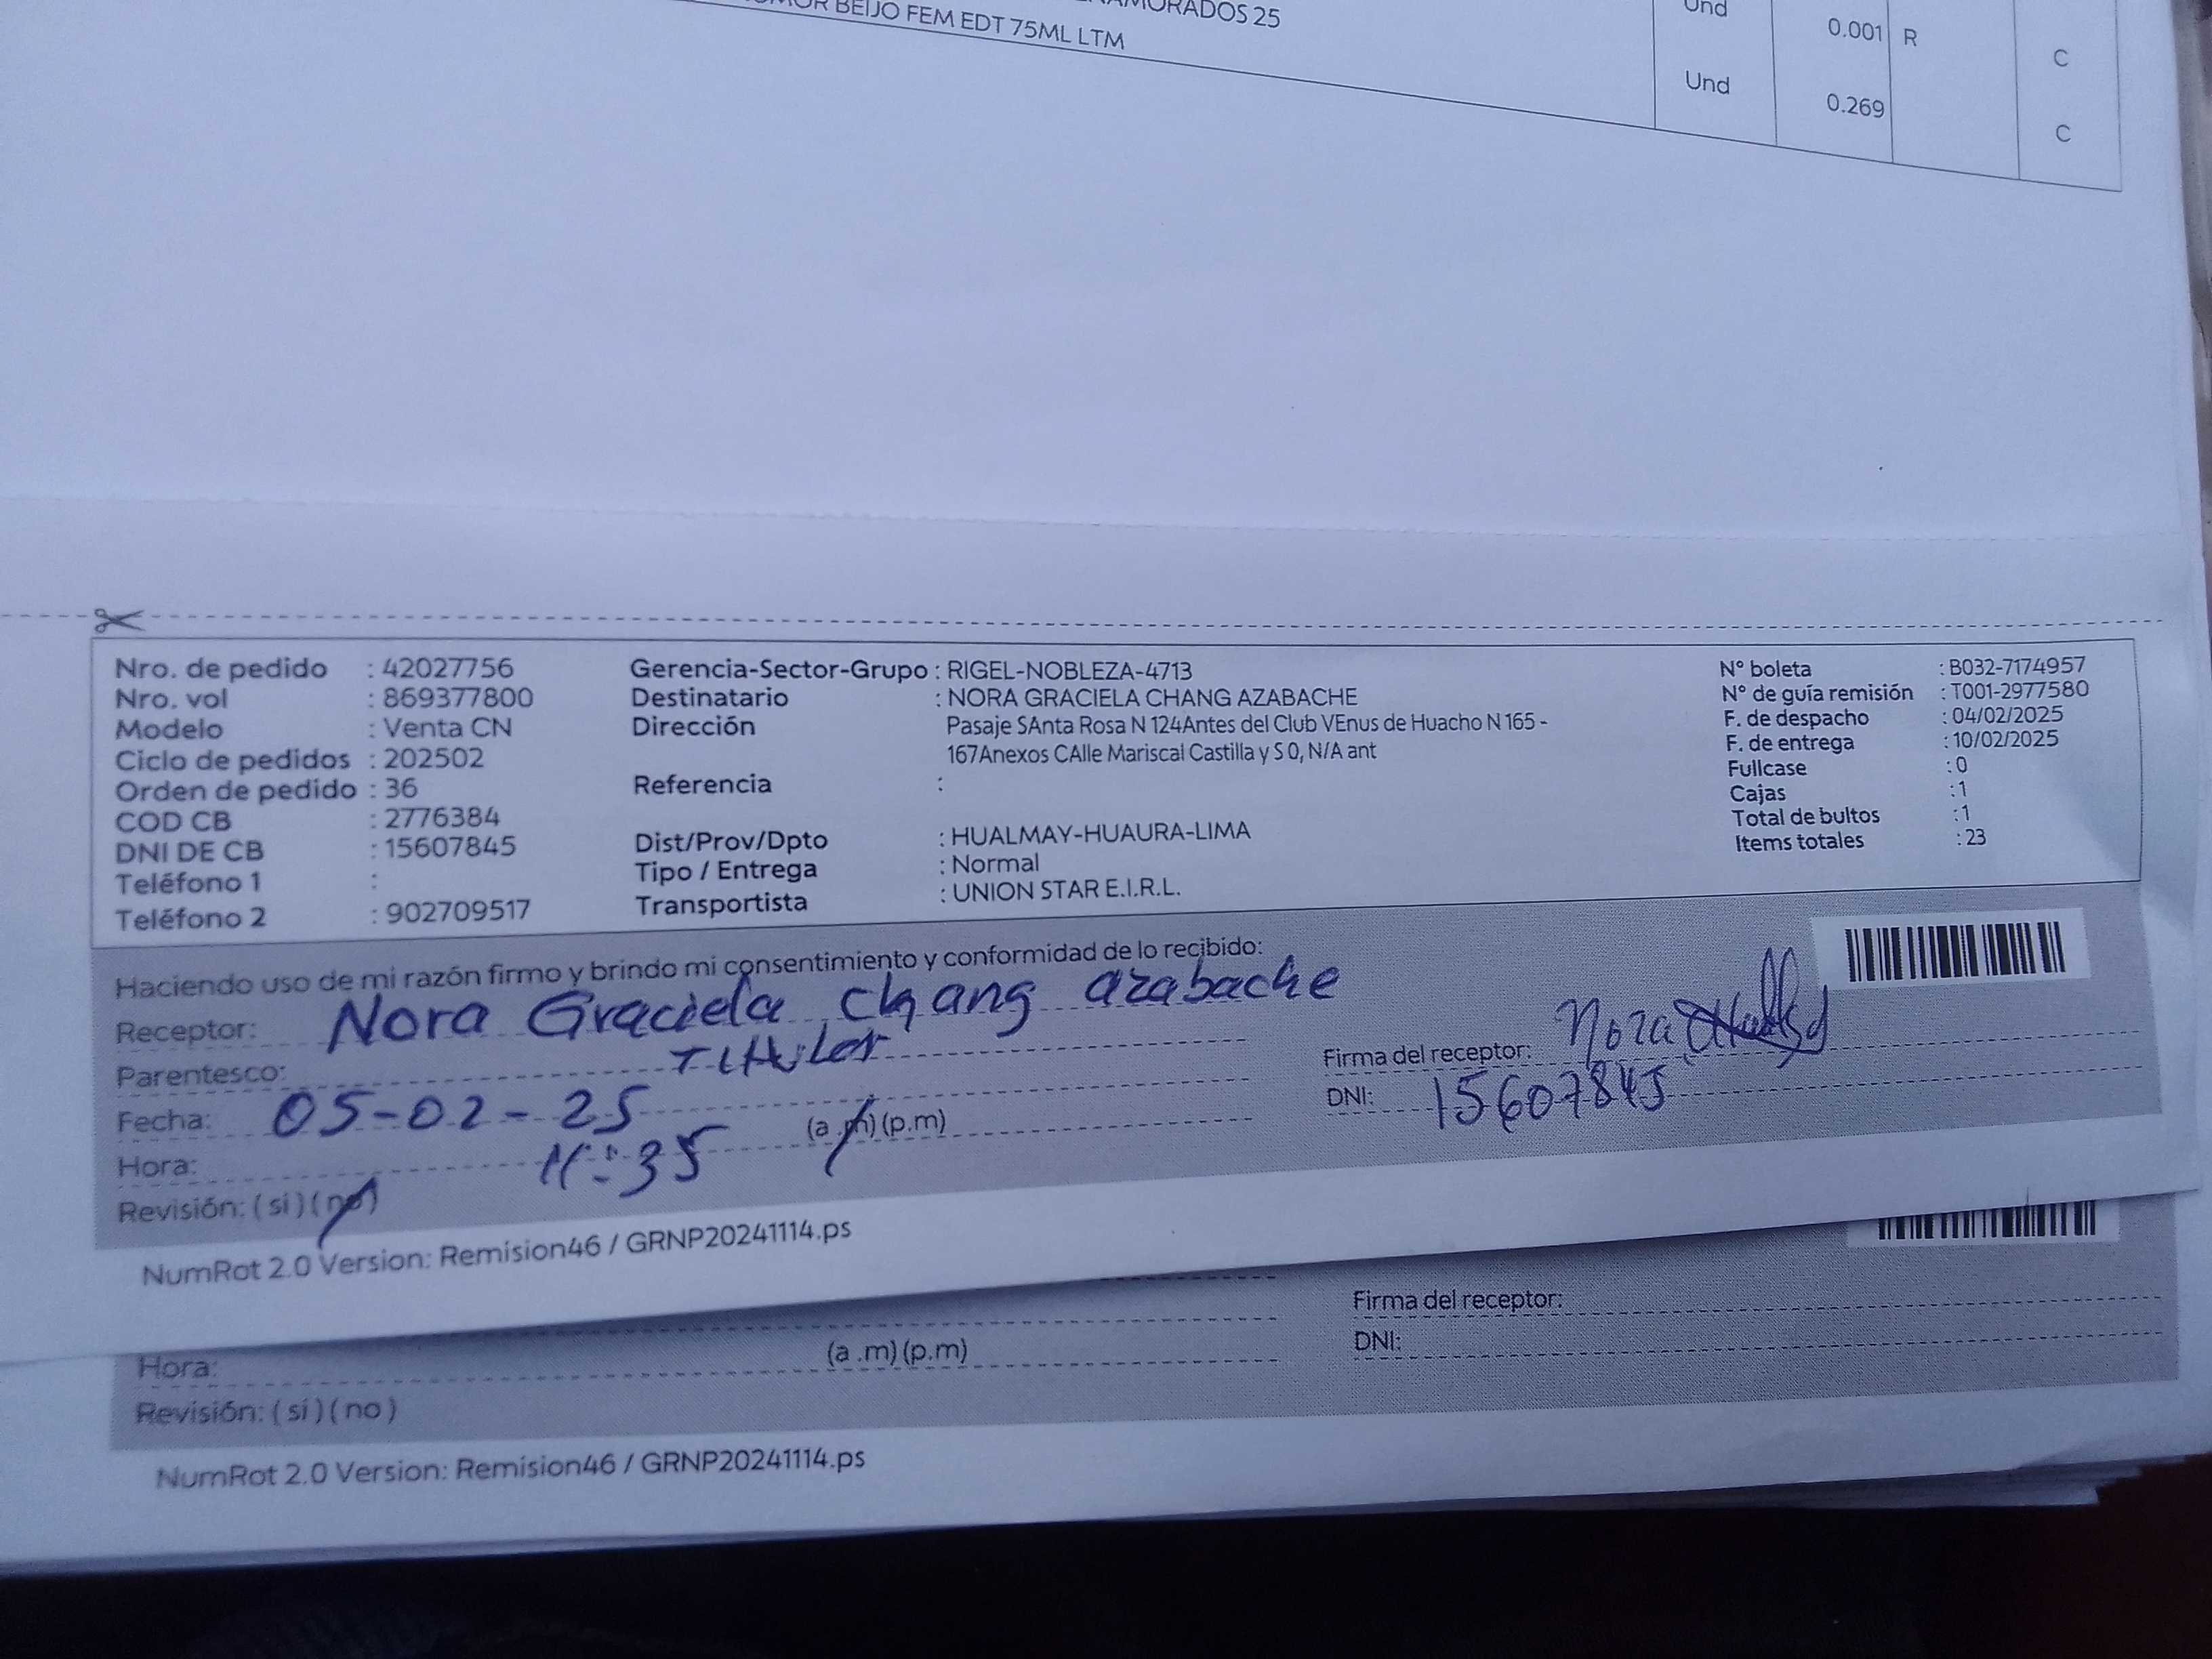 AMORADOS 25
BEIJO FEM EDT 75ML LTM
Und 0.001 R C
Und 0.269 C
Nro. de pedido : 42027756
Nro. vol : 869377800
Modelo : Venta CN
Ciclo de pedidos : 202502
Orden de pedido : 36
COD CB : 2776384
DNI DE CB : 15607845
Teléfono 1 :
Teléfono 2 : 902709517
Gerencia-Sector-Grupo : RIGEL-NOBLEZA-4713
Destinatario : NORA GRACIELA CHANG AZABACHE
Dirección Pasaje SAnta Rosa N 124Antes del Club VEnus de Huacho N 165 -
167Anexos CAlle Mariscal Castilla y S 0, N/A ant
Referencia :
Dist/Prov/Dpto : HUALMAY-HUAURA-LIMA
Tipo / Entrega : Normal
Transportista : UNION STAR E.I.R.L.
N° boleta : B032-7174957
N° de guía remisión : T001-2977580
F. de despacho : 04/02/2025
F. de entrega : 10/02/2025
Fullcase : 0
Cajas : 1
Total de bultos : 1
Items totales : 23
Haciendo uso de mi razón firmo y brindo mi consentimiento y conformidad de lo recibido:
Receptor: Nora Graciela Chang azabache
Parentesco: Titular
Fecha: 05-02-25
Hora: 11:35 (a .m) (p.m)
Revisión: ( si ) ( no )
Firma del receptor: Nora
DNI: 15607845
NumRot 2.0 Version: Remision46 / GRNP20241114.ps
Firma del receptor:
DNI:
Hora: (a .m) (p.m)
Revisión: ( si ) ( no )
NumRot 2.0 Version: Remision46 / GRNP20241114.ps